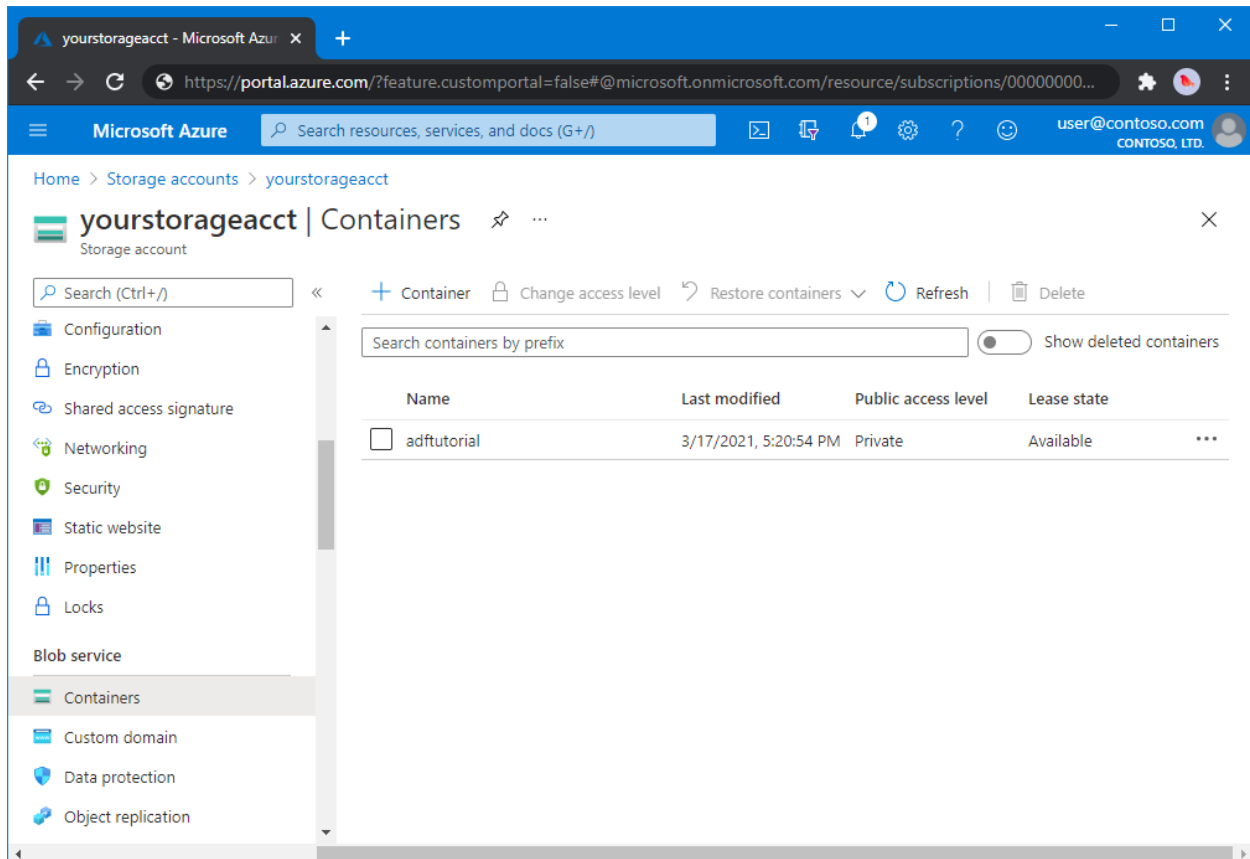 yourstorageacct - Microsoft Azur
https://portal.azure.com/?feature.customportal=false#@microsoft.onmicrosoft.com/resource/subscriptions/00000000...
Microsoft Azure Search resources, services, and docs (G+/) 1 user@contoso.com
CONTOSO, LTD.
Home > Storage accounts > yourstorageacct
yourstorageacct | Containers ...
Storage account
Search (Ctrl+/) « + Container Change access level Restore containers Refresh Delete
Configuration
Search containers by prefix Show deleted containers
Encryption
Name Last modified Public access level Lease state
Shared access signature
adftutorial 3/17/2021, 5:20:54 PM Private Available ...
Networking
Security
Static website
Properties
Locks
Blob service
Containers
Custom domain
Data protection
Object replication